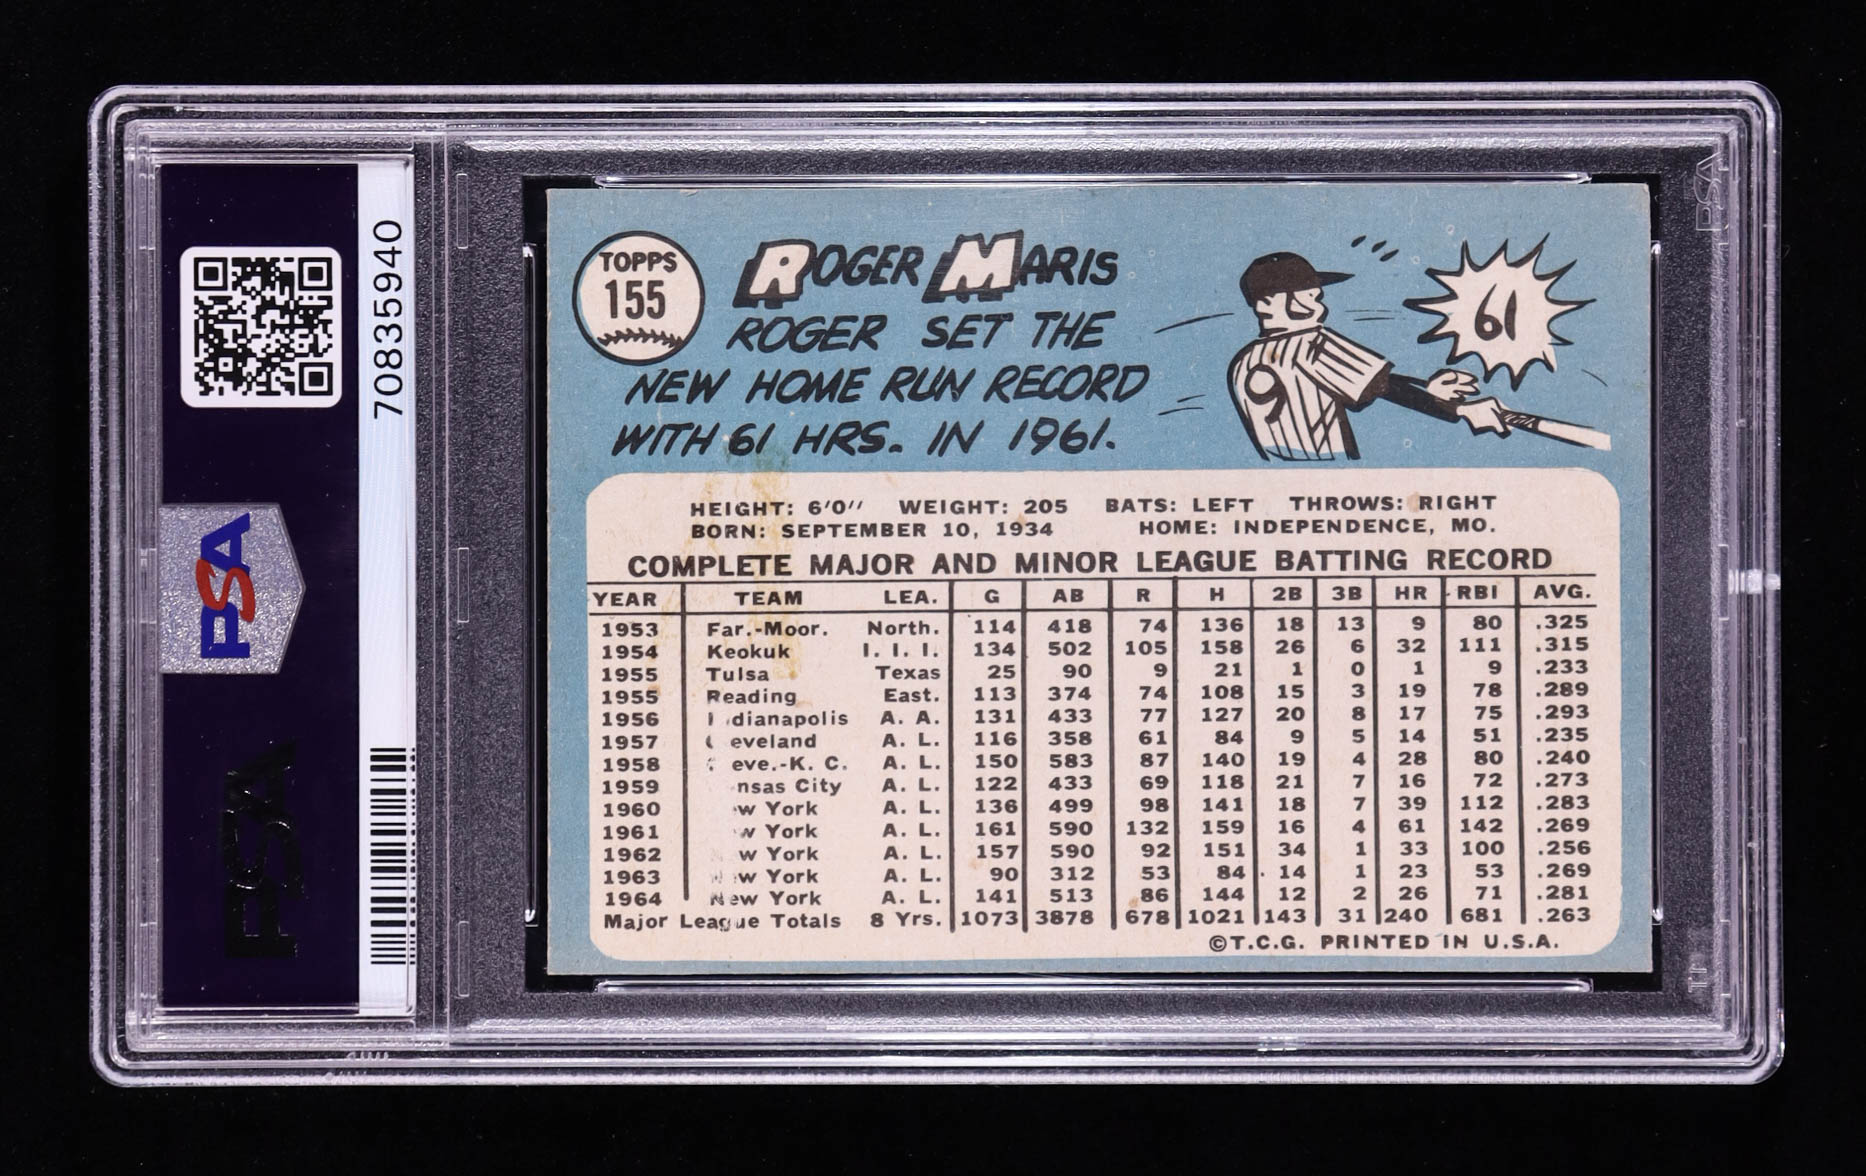 70835940
PSA
PSA
PSA
TOPPS
155
ROGER MARIS
ROGER SET THE
NEW HOME RUN RECORD
WITH 61 HRS. IN 1961.
61
9
HEIGHT: 6'0" WEIGHT: 205 BATS: LEFT THROWS: RIGHT
BORN: SEPTEMBER 10, 1934 HOME: INDEPENDENCE, MO.
COMPLETE MAJOR AND MINOR LEAGUE BATTING RECORD
YEAR TEAM LEA. G AB R H 2B 3B HR RBI AVG.
1953 Far.-Moor. North. 114 418 74 136 18 13 9 80 .325
1954 Keokuk I. I. I. 134 502 105 158 26 6 32 111 .315
1955 Tulsa Texas 25 90 9 21 1 0 1 9 .233
1955 Reading East. 113 374 74 108 15 3 19 78 .289
1956 I dianapolis A. A. 131 433 77 127 20 8 17 75 .293
1957 eveland A. L. 116 358 61 84 9 5 14 51 .235
1958 eve.-K. C. A. L. 150 583 87 140 19 4 28 80 .240
1959 nsas City A. L. 122 433 69 118 21 7 16 72 .273
1960 w York A. L. 136 499 98 141 18 7 39 112 .283
1961 w York A. L. 161 590 132 159 16 4 61 142 .269
1962 w York A. L. 157 590 92 151 34 1 33 100 .256
1963 w York A. L. 90 312 53 84 14 1 23 53 .269
1964 New York A. L. 141 513 86 144 12 2 26 71 .281
Major League Totals 8 Yrs. 1073 3878 678 1021 143 31 240 681 .263
©T.C.G. PRINTED IN U.S.A.